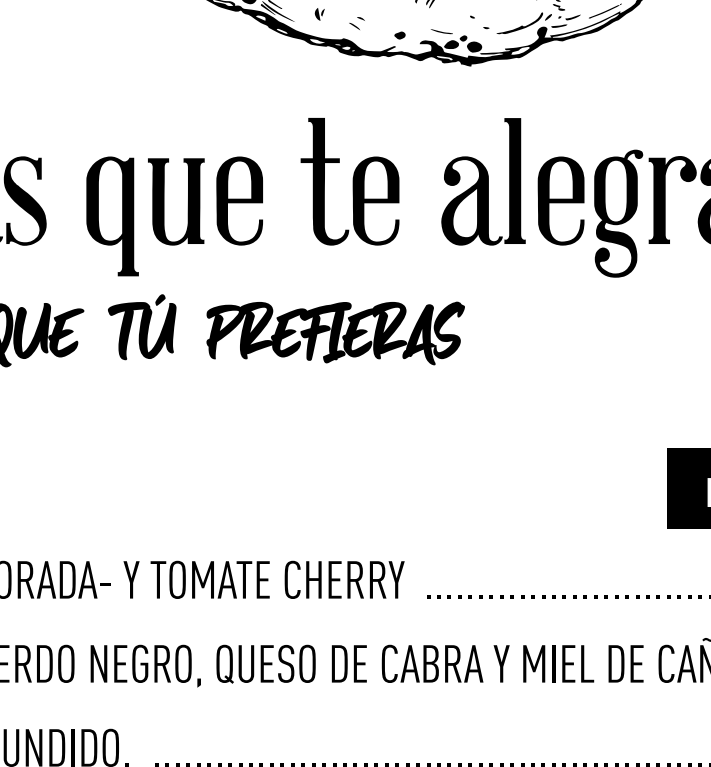 s que te alegra
QUE TÚ PREFIERAS
ORADA- Y TOMATE CHERRY ........................................
ERDO NEGRO, QUESO DE CABRA Y MIEL DE CAÑ
UNDIDO. ................................................................................